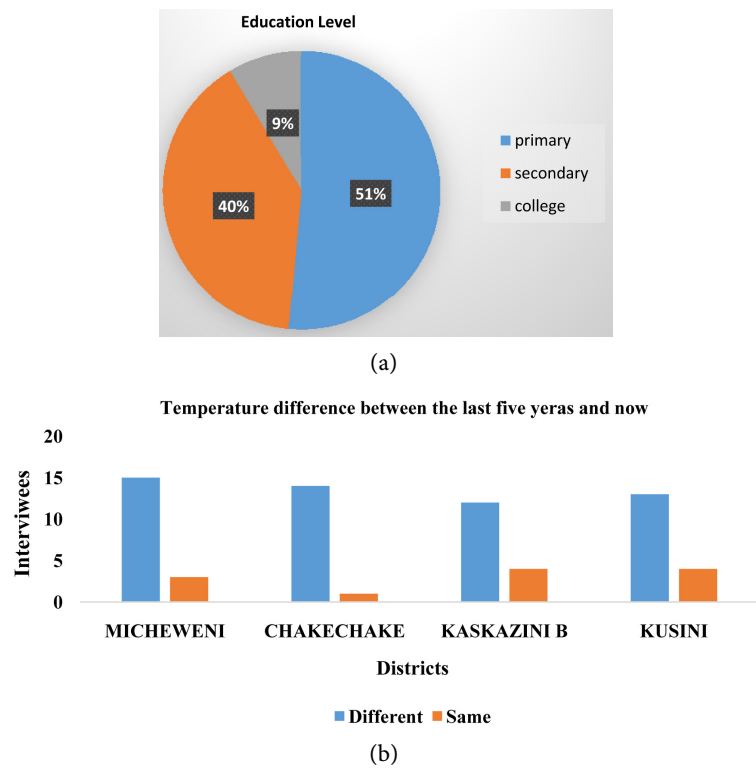 Education Level
9%
51%
40%
primary
secondary
college
(a)
Temperature difference between the last five yeras and now
20
15
10
5
0
Interviwees
MICHEWENI CHAKECHAKE KASKAZINI B KUSINI
Districts
Different Same
(b)